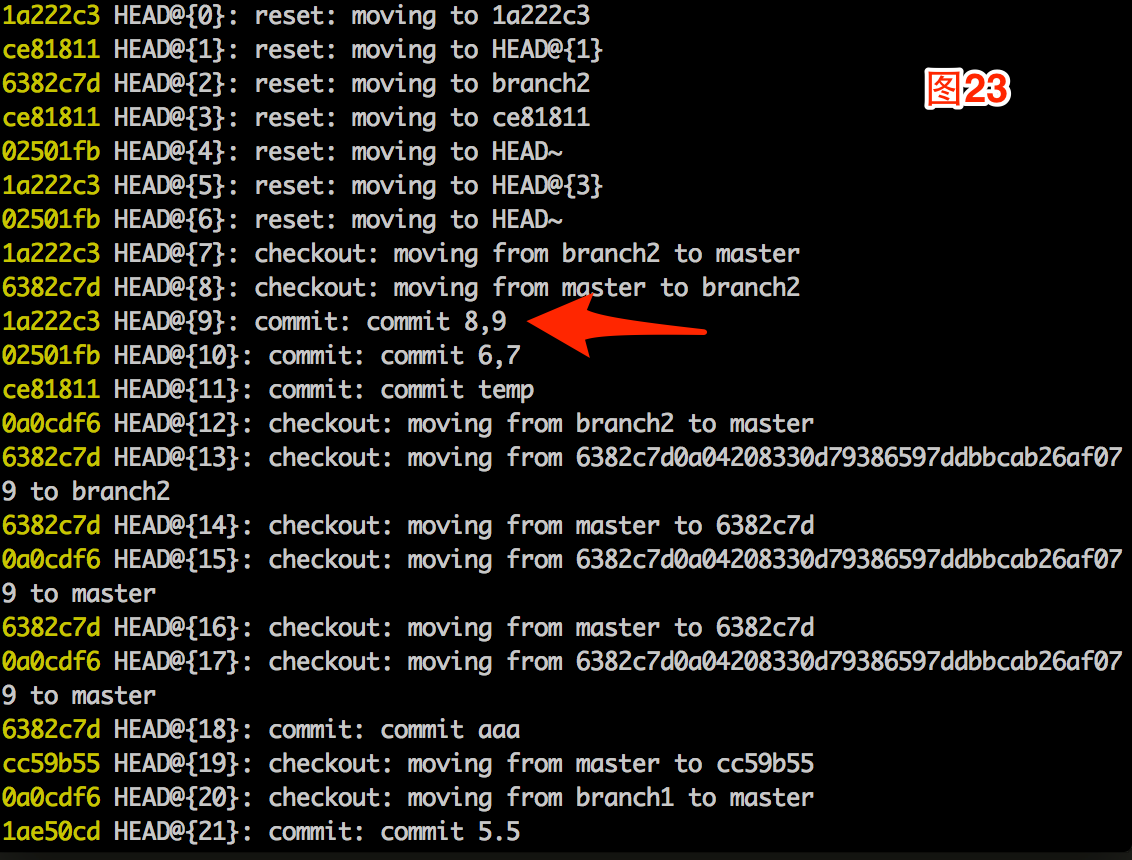 1a222c3 HEAD@{0}: reset: moving to 1a222c3
ce81811 HEAD@{1}: reset: moving to HEAD@{1}
6382c7d HEAD@{2}: reset: moving to branch2
图23
ce81811 HEAD@{3}: reset: moving to ce81811
02501fb HEAD@{4}: reset: moving to HEAD~
1a222c3 HEAD@{5}: reset: moving to HEAD@{3}
02501fb HEAD@{6}: reset: moving to HEAD~
1a222c3 HEAD@{7}: checkout: moving from branch2 to master
6382c7d HEAD@{8}: checkout: moving from master to branch2
1a222c3 HEAD@{9}: commit: commit 8,9
02501fb HEAD@{10}: commit: commit 6,7
ce81811 HEAD@{11}: commit: commit temp
0a0cdf6 HEAD@{12}: checkout: moving from branch2 to master
6382c7d HEAD@{13}: checkout: moving from 6382c7d0a04208330d79386597ddbbcab26af07
9 to branch2
6382c7d HEAD@{14}: checkout: moving from master to 6382c7d
0a0cdf6 HEAD@{15}: checkout: moving from 6382c7d0a04208330d79386597ddbbcab26af07
9 to master
6382c7d HEAD@{16}: checkout: moving from master to 6382c7d
0a0cdf6 HEAD@{17}: checkout: moving from 6382c7d0a04208330d79386597ddbbcab26af07
9 to master
6382c7d HEAD@{18}: commit: commit aaa
cc59b55 HEAD@{19}: checkout: moving from master to cc59b55
0a0cdf6 HEAD@{20}: checkout: moving from branch1 to master
1ae50cd HEAD@{21}: commit: commit 5.5